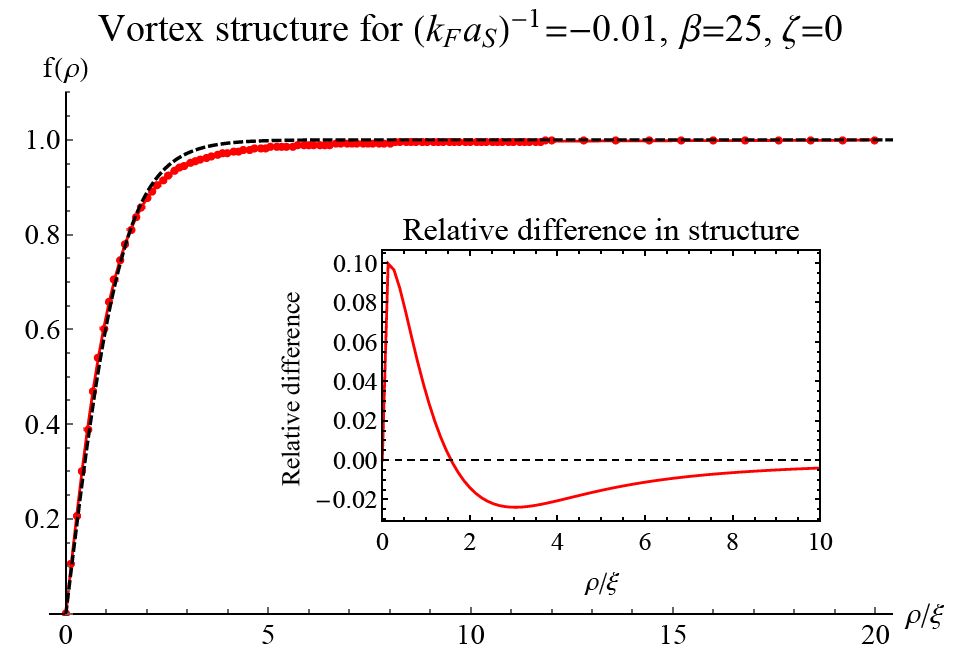 Vortex structure for (k_F a_S)^{−1}=−0.01, β=25, ζ=0
f(ρ)
1.0
0.8
0.6
0.4
0.2
0 5 10 15 20
ρ/ξ
Relative difference in structure
Relative difference
0.10
0.08
0.06
0.04
0.02
0.00
−0.02
0 2 4 6 8 10
ρ/ξ